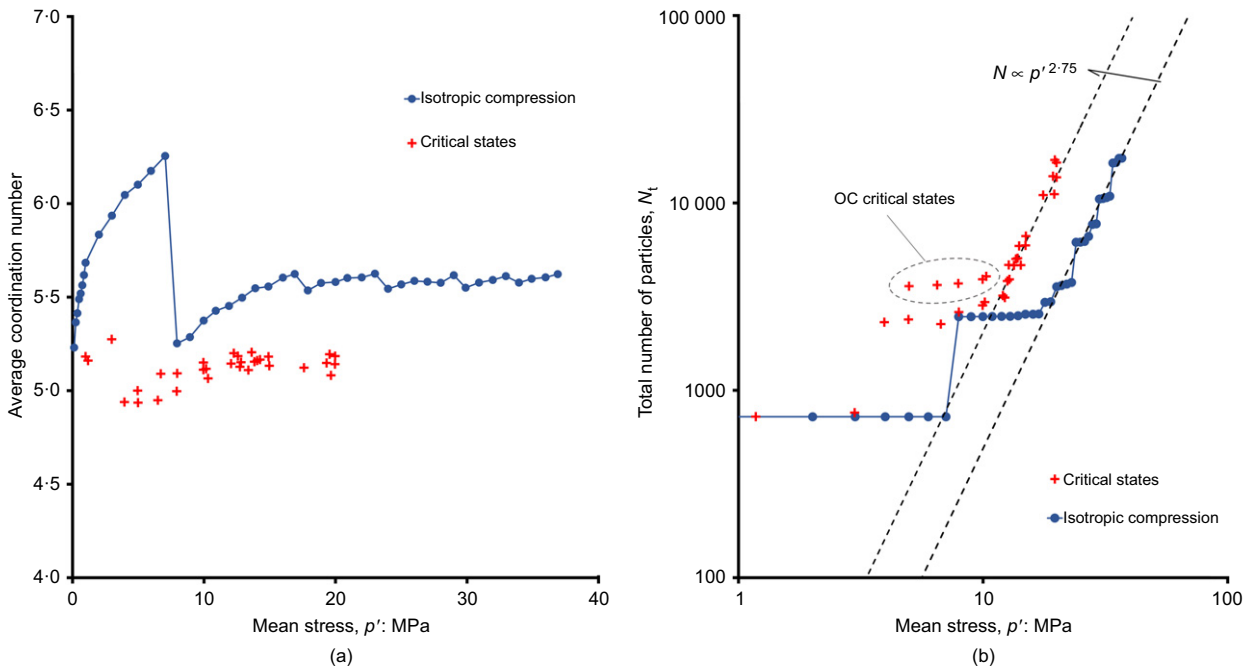 7·0
6·5
6·0
5·5
5·0
4·5
4·0
Average coordination number
Isotropic compression
Critical states
0
10
20
30
40
Mean stress, p′: MPa
(a)
100 000
10 000
1000
100
Total number of particles, Nt
N ∝ p′ 2·75
OC critical states
Critical states
Isotropic compression
1
10
100
Mean stress, p′: MPa
(b)